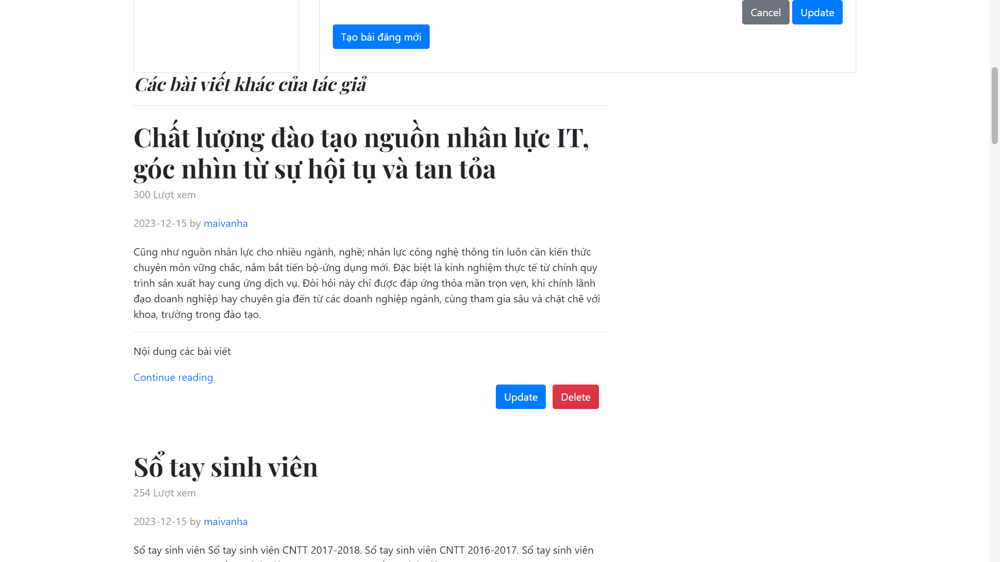 Cancel Update
Tạo bài đăng mới
Các bài viết khác của tác giả
Chất lượng đào tạo nguồn nhân lực IT,
góc nhìn từ sự hội tụ và tan tỏa
300 Lượt xem
2023-12-15 by maivanha
Cũng như nguồn nhân lực cho nhiều ngành, nghề; nhân lực công nghệ thông tin luôn cần kiến thức
chuyên môn vững chắc, nắm bắt tiến bộ-ứng dụng mới. Đặc biệt là kinh nghiệm thực tế từ chính quy
trình sản xuất hay cung ứng dịch vụ. Đòi hỏi này chỉ được đáp ứng thỏa mãn trọn vẹn, khi chính lãnh
đạo doanh nghiệp hay chuyên gia đến từ các doanh nghiệp ngành, cùng tham gia sâu và chặt chẽ với
khoa, trường trong đào tạo.
Nội dung các bài viết
Continue reading
Update Delete
Sổ tay sinh viên
254 Lượt xem
2023-12-15 by maivanha
Sổ tay sinh viên Sổ tay sinh viên CNTT 2017-2018. Sổ tay sinh viên CNTT 2016-2017. Sổ tay sinh viên